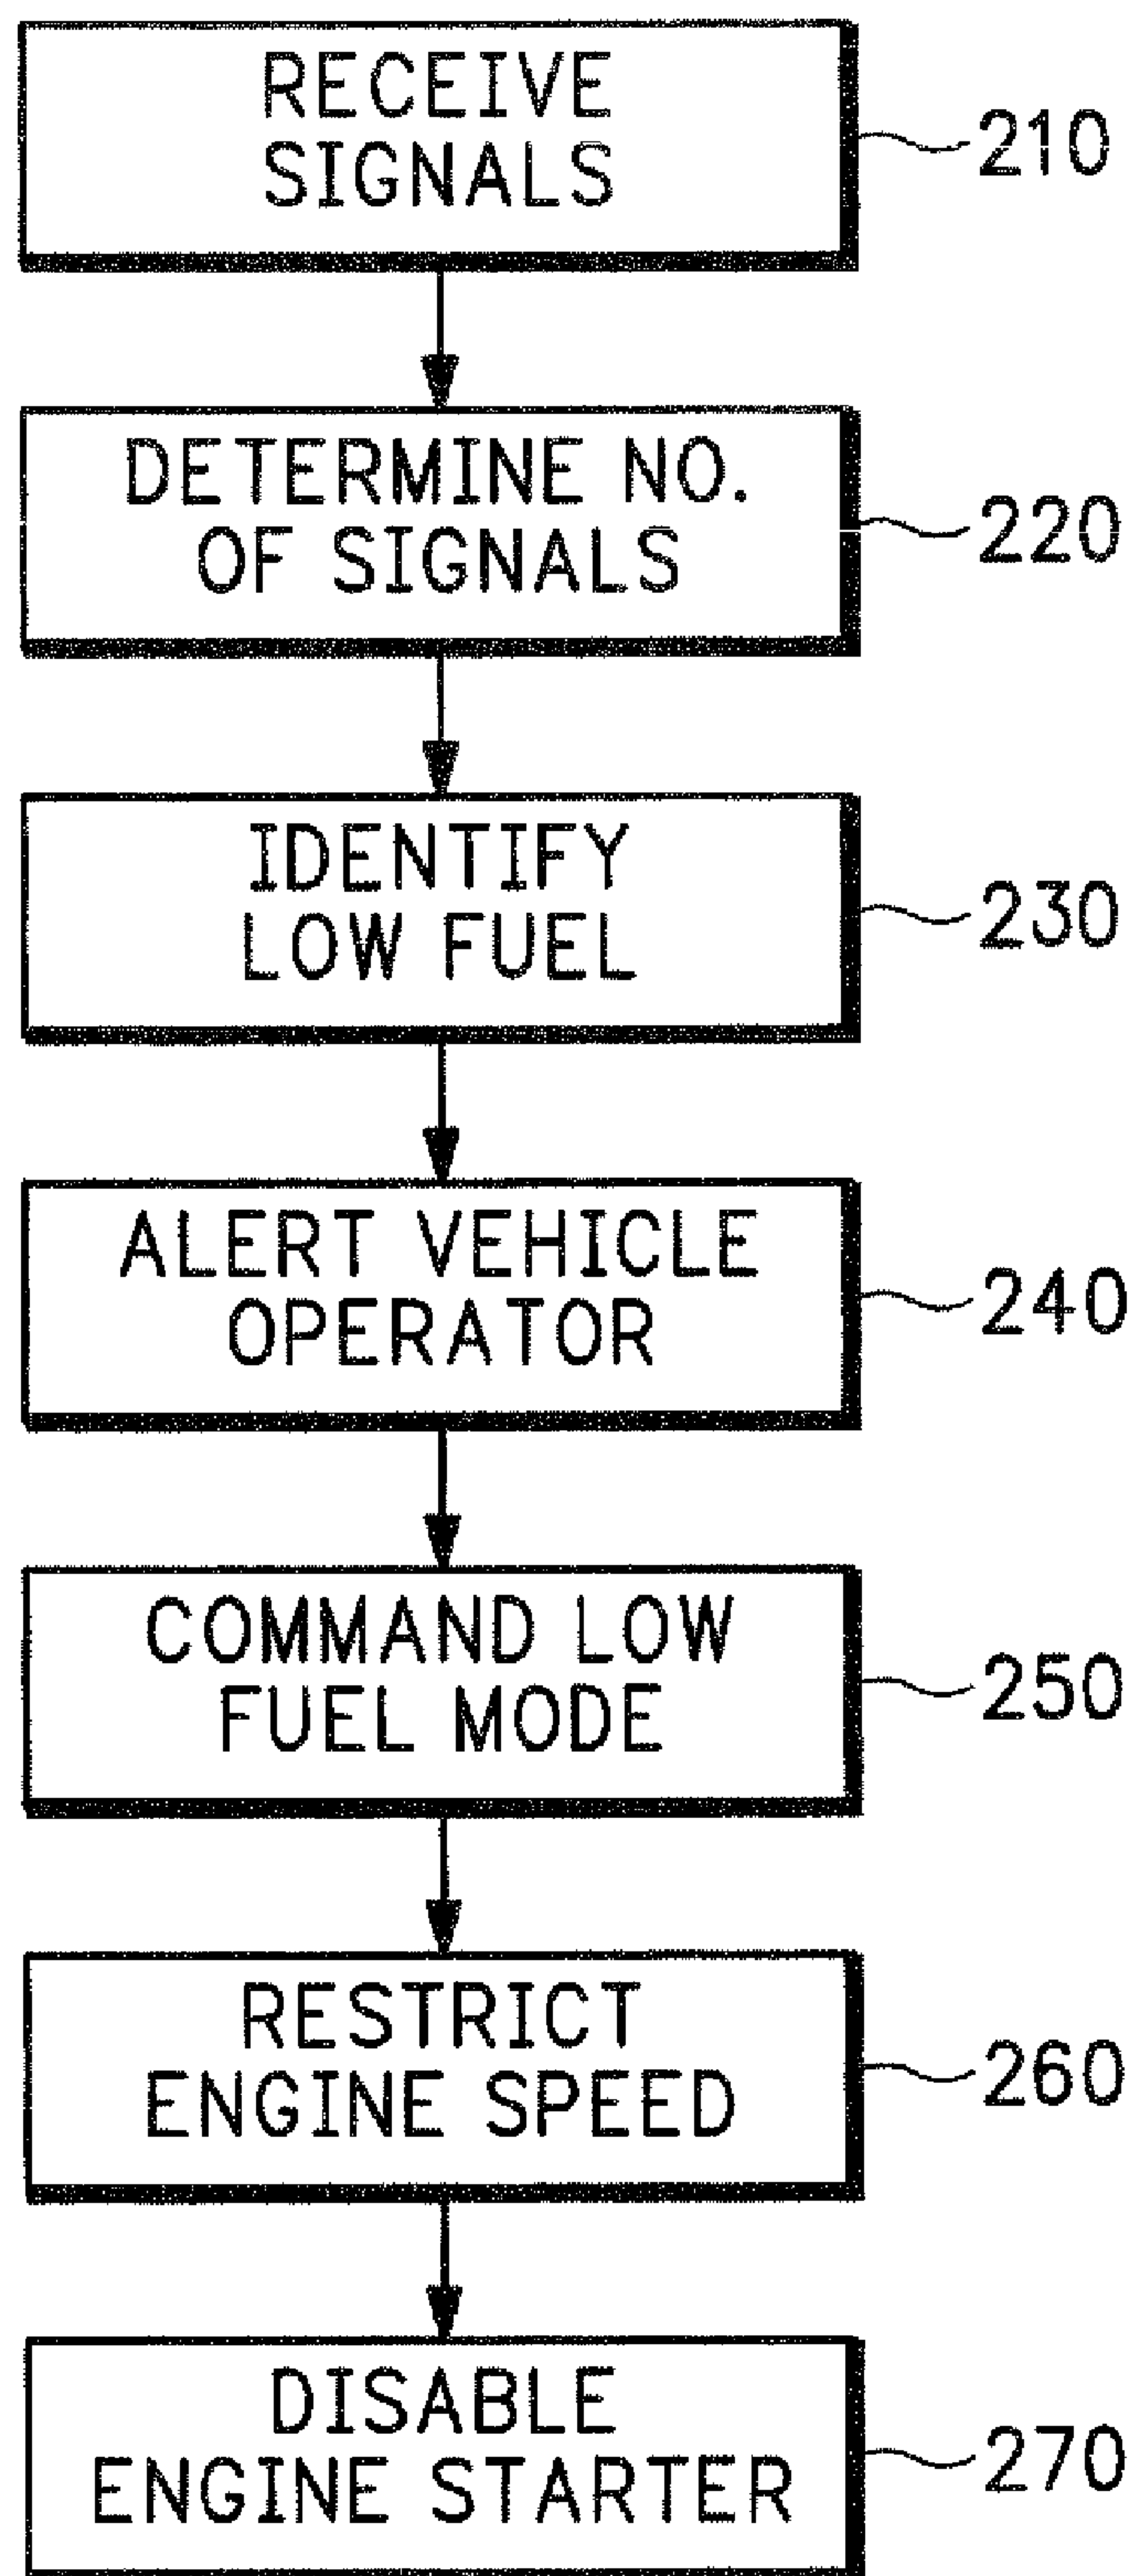 RECEIVE
SIGNALS
210
DETERMINE NO.
OF SIGNALS
220
IDENTIFY
LOW FUEL
230
ALERT VEHICLE
OPERATOR
240
COMMAND LOW
FUEL MODE
250
RESTRICT
ENGINE SPEED
260
DISABLE
ENGINE STARTER
270